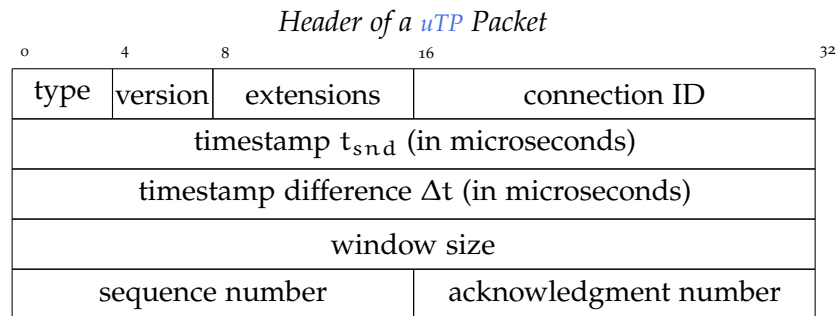 Header of a uTP Packet
0 4 8 16 32
type version extensions connection ID
timestamp t_snd (in microseconds)
timestamp difference Δt (in microseconds)
window size
sequence number acknowledgment number